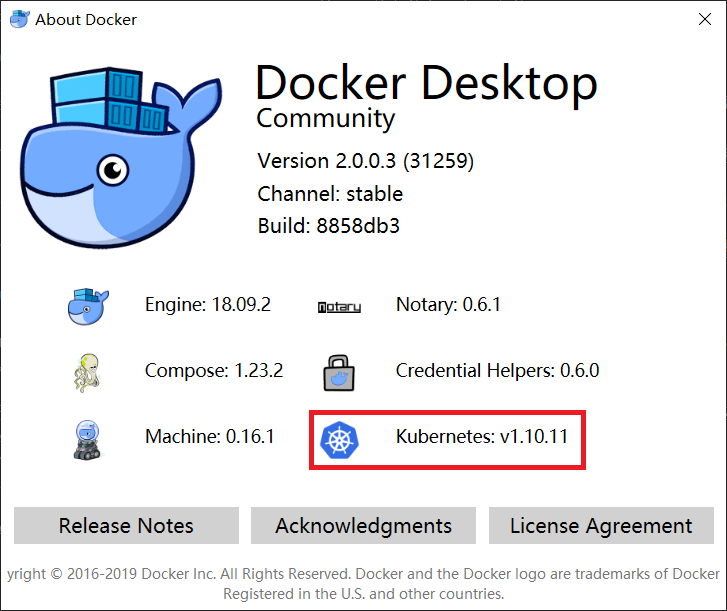 About Docker
Docker Desktop
Community
Version 2.0.0.3 (31259)
Channel: stable
Build: 8858db3
Engine: 18.09.2
notary
Notary: 0.6.1
Compose: 1.23.2
Credential Helpers: 0.6.0
Machine: 0.16.1
Kubernetes: v1.10.11
Release Notes
Acknowledgments
License Agreement
yright © 2016-2019 Docker Inc. All Rights Reserved. Docker and the Docker logo are trademarks of Docker
Registered in the U.S. and other countries.